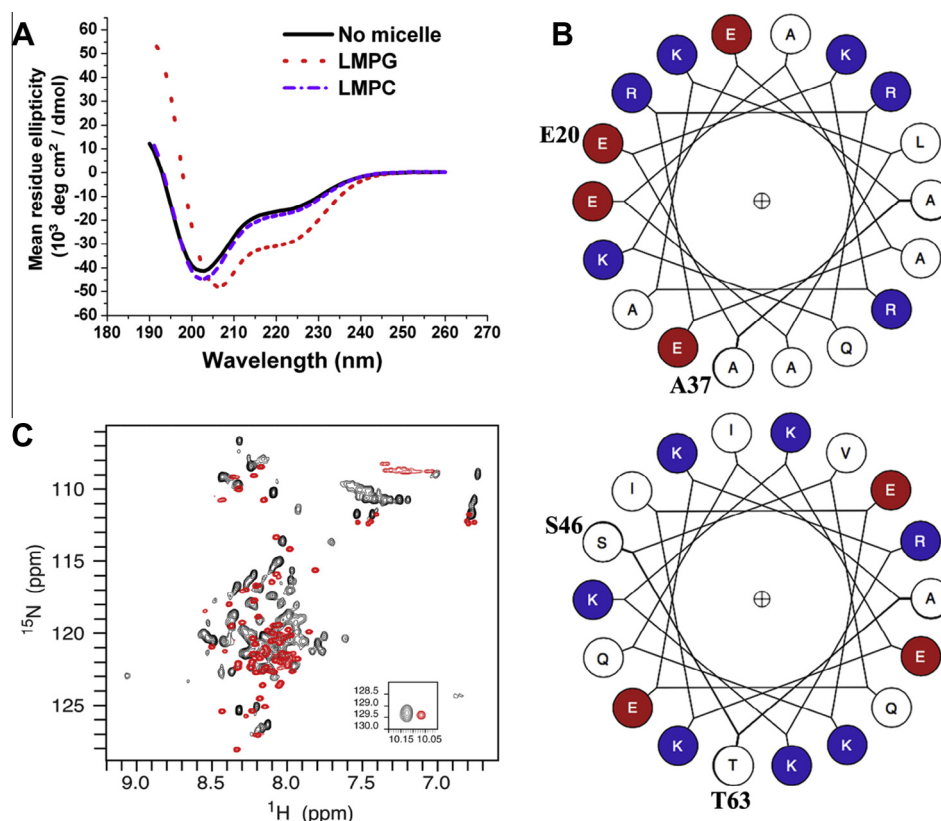 A
Mean residue ellipticity
(10³ deg cm² / dmol)
60
50
40
30
20
10
0
-10
-20
-30
-40
-50
-60
No micelle
LMPG
LMPC
180 190 200 210 220 230 240 250 260 270
Wavelength (nm)
B
E A
K K
R R
E20 E L
E A
K A
A R
E Q
A37 A A
I K
K V
I E
S46 S R
K A
Q E
E Q
K K
T K
T63
C
¹⁵N (ppm)
110
115
120
125
128.5
129.0
129.5
130.0
10.15 10.05
9.0 8.5 8.0 7.5 7.0
¹H (ppm)